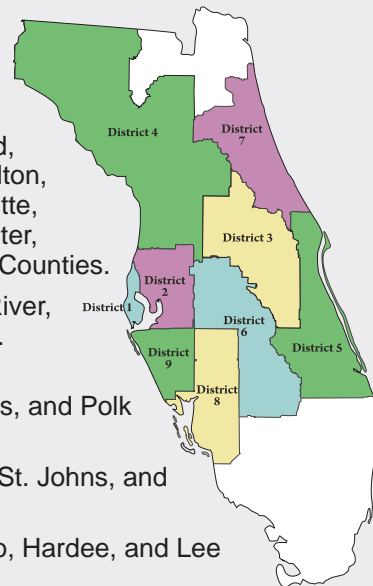 d,
lton,
tte,
ter,
Counties.
River,
.
s, and Polk
St. Johns, and
o, Hardee, and Lee
District 4
District
7
District 3
District 1
District
2
District
6
District 5
District
9
District
8